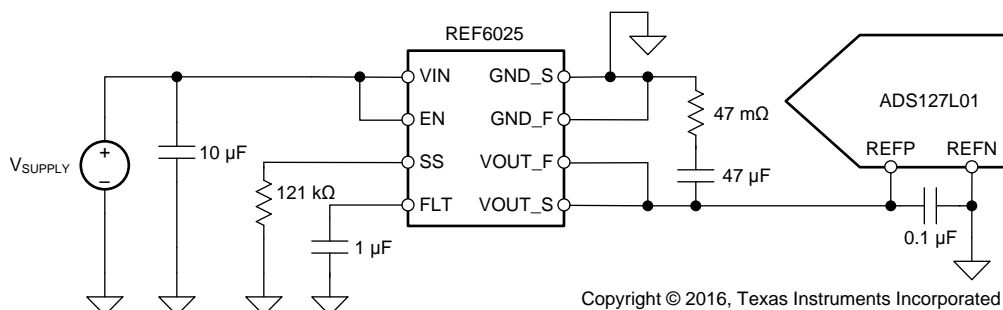 REF6025
VIN
GND_S
EN
GND_F
SS
VOUT_F
FLT
VOUT_S
VSUPPLY
+
−
10 µF
121 kΩ
1 µF
47 mΩ
47 µF
ADS127L01
REFP
REFN
0.1 µF
Copyright © 2016, Texas Instruments Incorporated